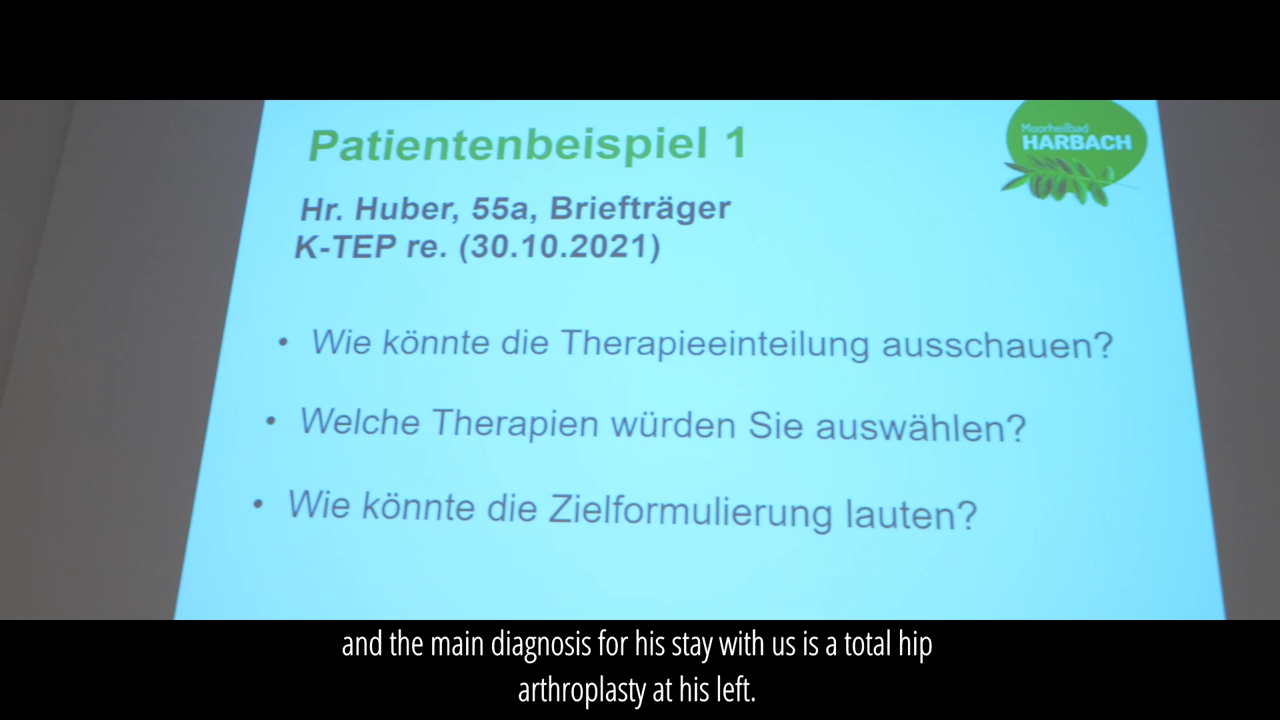 Patientenbeispiel 1
Moorheilbad
HARBACH
Hr. Huber, 55a, Briefträger
K-TEP re. (30.10.2021)
• Wie könnte die Therapieeinteilung ausschauen?
• Welche Therapien würden Sie auswählen?
• Wie könnte die Zielformulierung lauten?
and the main diagnosis for his stay with us is a total hip
arthroplasty at his left.